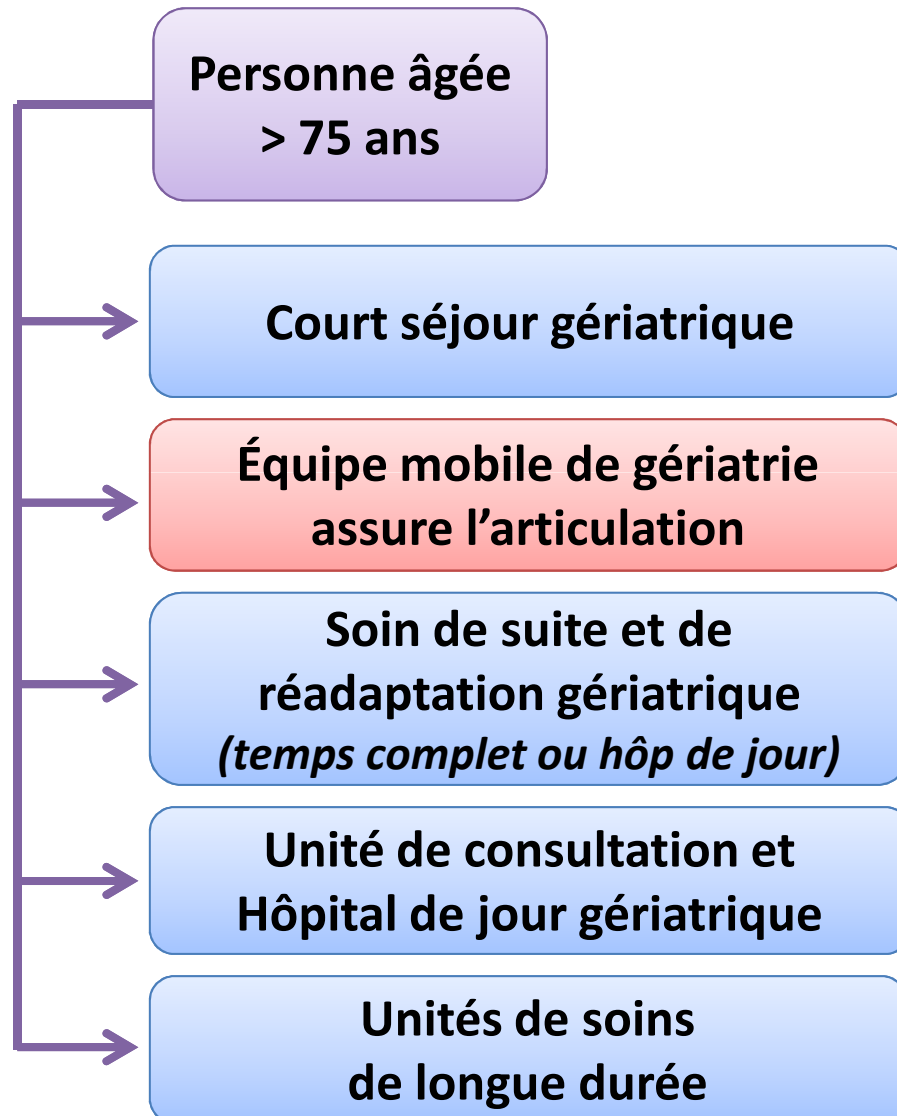 Personne âgée
> 75 ans
Court séjour gériatrique
Équipe mobile de gériatrie
assure l’articulation
Soin de suite et de
réadaptation gériatrique
(temps complet ou hôp de jour)
Unité de consultation et
Hôpital de jour gériatrique
Unités de soins
de longue durée